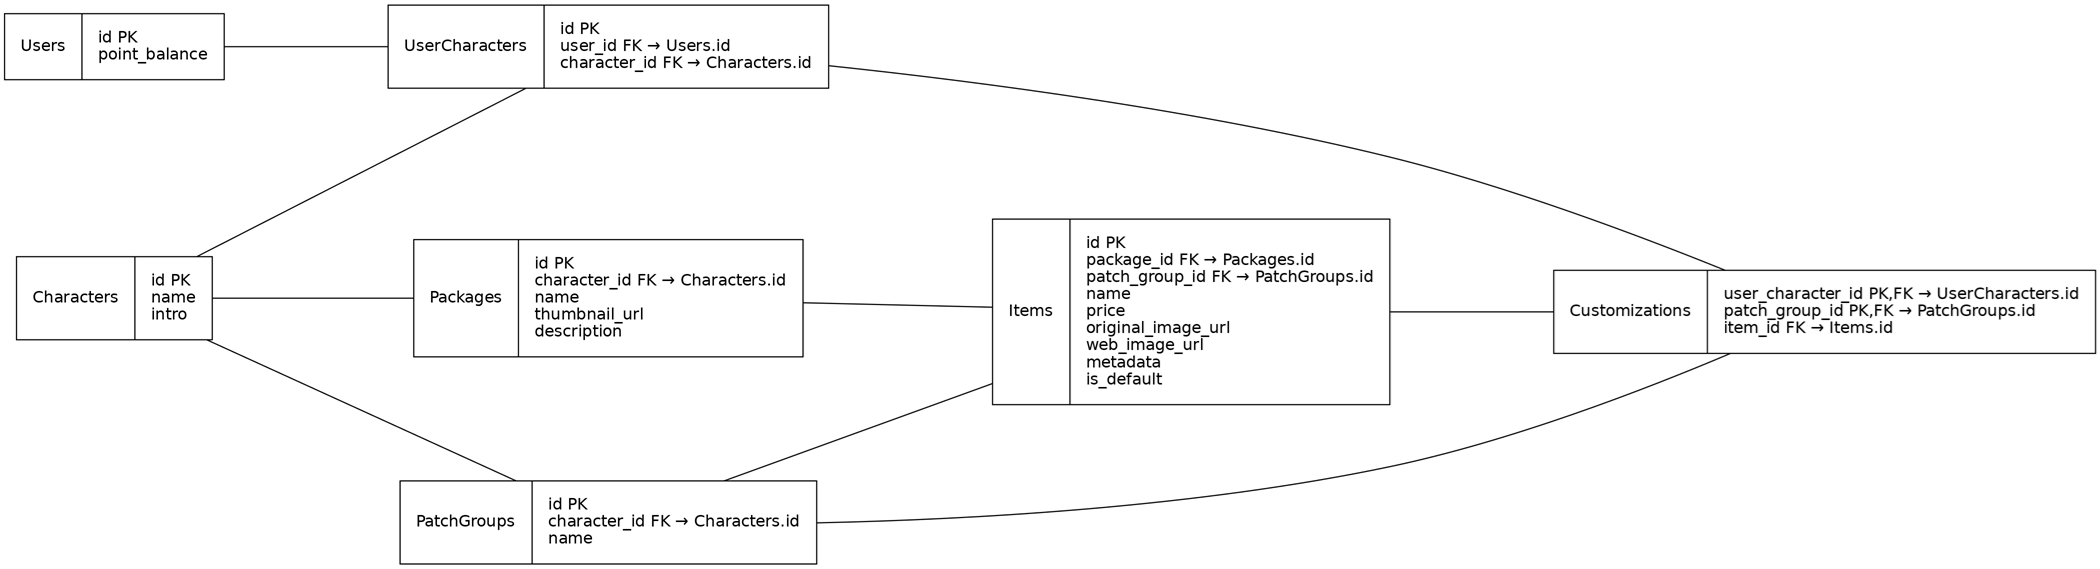 Users
id PK
point_balance
UserCharacters
id PK
user_id FK → Users.id
character_id FK → Characters.id
Characters
id PK
name
intro
Packages
id PK
character_id FK → Characters.id
name
thumbnail_url
description
Items
id PK
package_id FK → Packages.id
patch_group_id FK → PatchGroups.id
name
price
original_image_url
web_image_url
metadata
is_default
Customizations
user_character_id PK,FK → UserCharacters.id
patch_group_id PK,FK → PatchGroups.id
item_id FK → Items.id
PatchGroups
id PK
character_id FK → Characters.id
name